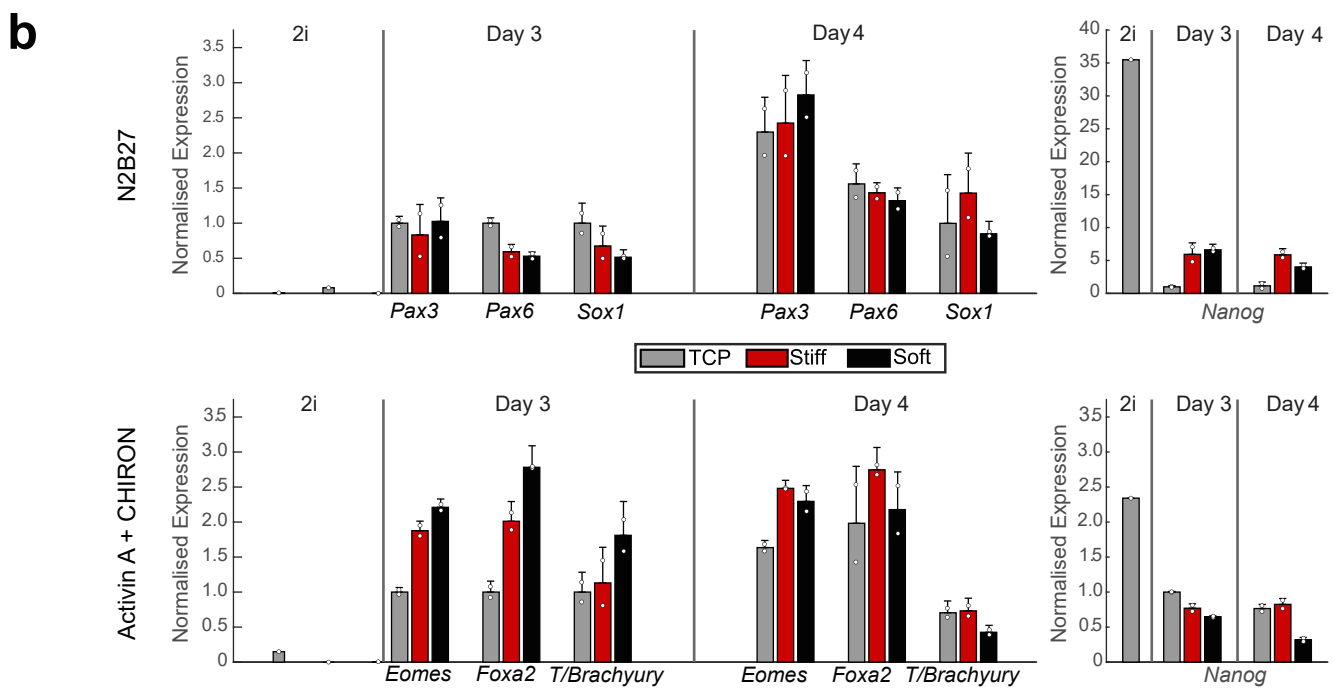 b
2i Day 3 Day 4
N2B27
Normalised Expression
3.5
3.0
2.5
2.0
1.5
1.0
0.5
0
Pax3 Pax6 Sox1 Pax3 Pax6 Sox1
2i Day 3 Day 4
Normalised Expression
40
35
30
25
20
15
10
5
0
Nanog
TCP Stiff Soft
2i Day 3 Day 4
Activin A + CHIRON
Normalised Expression
3.5
3.0
2.5
2.0
1.5
1.0
0.5
0
Eomes Foxa2 T/Brachyury Eomes Foxa2 T/Brachyury
2i Day 3 Day 4
Normalised Expression
3.5
3.0
2.5
2.0
1.5
1.0
0.5
0
Nanog